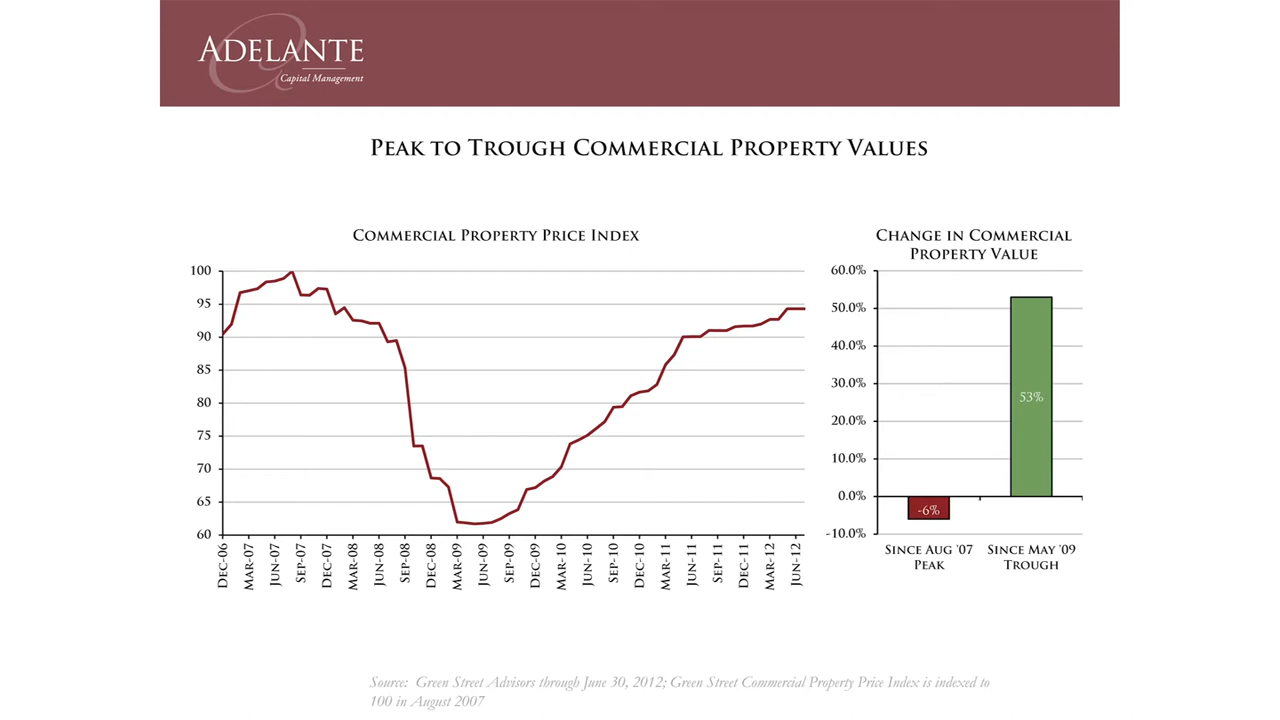 ADELANTE
Capital Management
PEAK TO TROUGH COMMERCIAL PROPERTY VALUES
COMMERCIAL PROPERTY PRICE INDEX
100
95
90
85
80
75
70
65
60
DEC-06
MAR-07
JUN-07
SEP-07
DEC-07
MAR-08
JUN-08
SEP-08
DEC-08
MAR-09
JUN-09
SEP-09
DEC-09
MAR-10
JUN-10
SEP-10
DEC-10
MAR-11
JUN-11
SEP-11
DEC-11
MAR-12
JUN-12
CHANGE IN COMMERCIAL
PROPERTY VALUE
60.0%
50.0%
40.0%
30.0%
20.0%
10.0%
0.0%
-10.0%
53%
-6%
SINCE AUG '07
PEAK
SINCE MAY '09
TROUGH
Source: Green Street Advisors through June 30, 2012; Green Street Commercial Property Price Index is indexed to
100 in August 2007